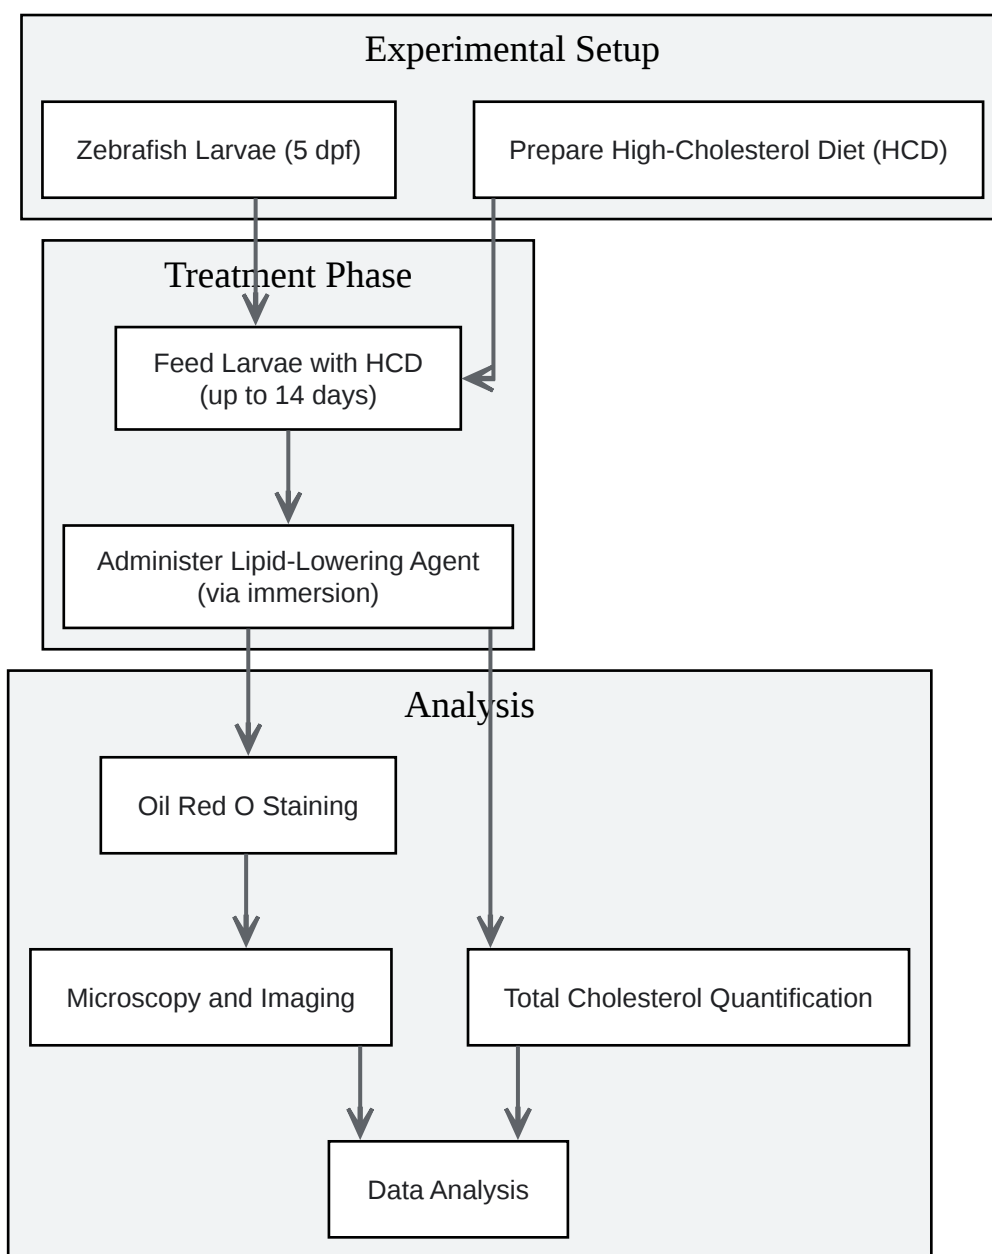 Experimental Setup
Zebrafish Larvae (5 dpf)
Prepare High-Cholesterol Diet (HCD)
Treatment Phase
Feed Larvae with HCD
(up to 14 days)
Administer Lipid-Lowering Agent
(via immersion)
Analysis
Oil Red O Staining
Microscopy and Imaging
Total Cholesterol Quantification
Data Analysis